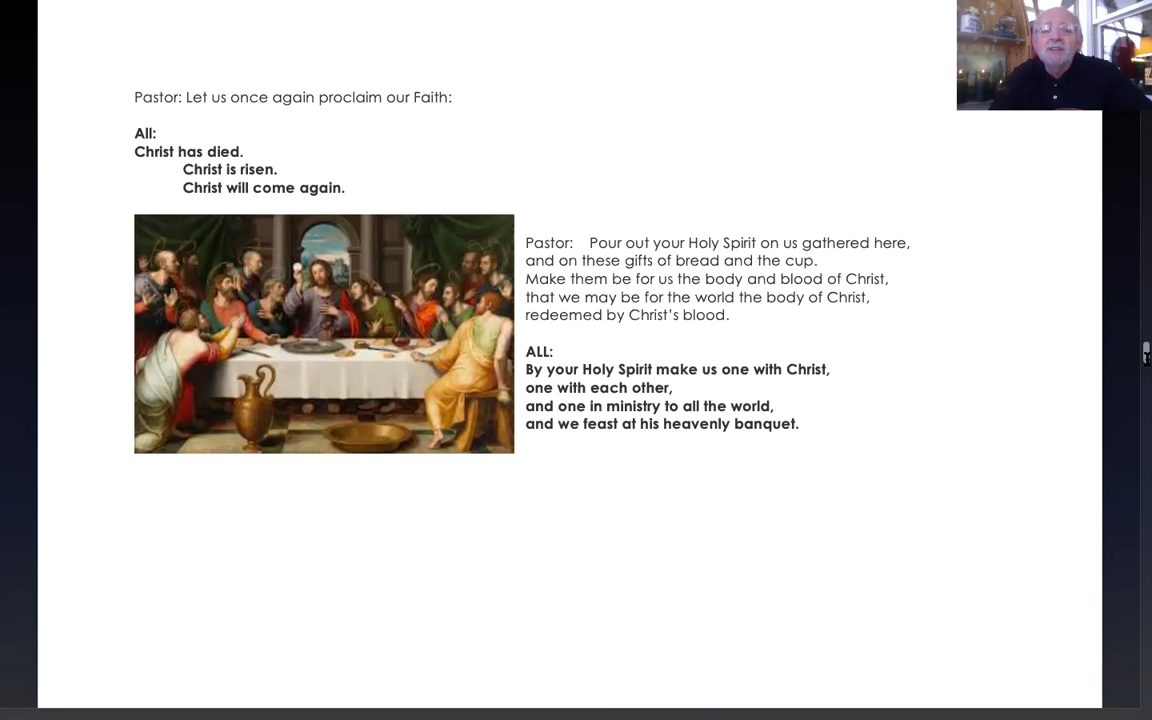 Pastor: Let us once again proclaim our Faith:
All:
Christ has died.
Christ is risen.
Christ will come again.
Pastor: Pour out your Holy Spirit on us gathered here,
and on these gifts of bread and the cup.
Make them be for us the body and blood of Christ,
that we may be for the world the body of Christ,
redeemed by Christ’s blood.
ALL:
By your Holy Spirit make us one with Christ,
one with each other,
and one in ministry to all the world,
and we feast at his heavenly banquet.